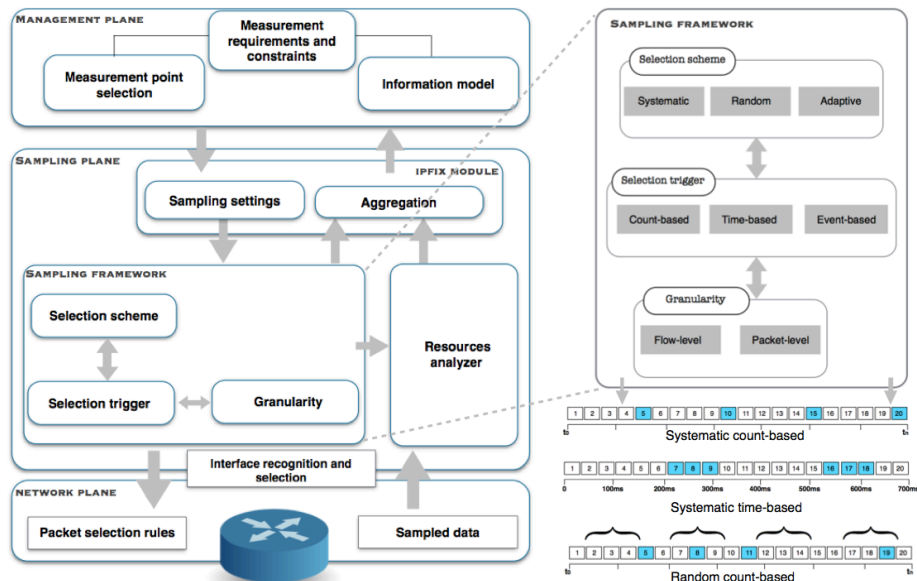 MANAGEMENT PLANE
Measurement
requirements and
constraints
Measurement point
selection
Information model
SAMPLING PLANE
IPFIX MODULE
Sampling settings
Aggregation
SAMPLING FRAMEWORK
Selection scheme
Selection trigger
Granularity
Resources
analyzer
Interface recognition and
selection
NETWORK PLANE
Packet selection rules
Sampled data
SAMPLING FRAMEWORK
Selection scheme
Systematic
Random
Adaptive
Selection trigger
Count-based
Time-based
Event-based
Granularity
Flow-level
Packet-level
1 2 3 4 5 6 7 8 9 10 11 12 13 14 15 16 17 18 19 20
t₀ tₙ
Systematic count-based
1 2 3 4 5 6 7 8 9 10 11 12 13 14 15 16 17 18 19 20
0 100ms 200ms 300ms 400ms 500ms 600ms 700ms
Systematic time-based
1 2 3 4 5 6 7 8 9 10 11 12 13 14 15 16 17 18 19 20
t₀ tₙ
Random count-based